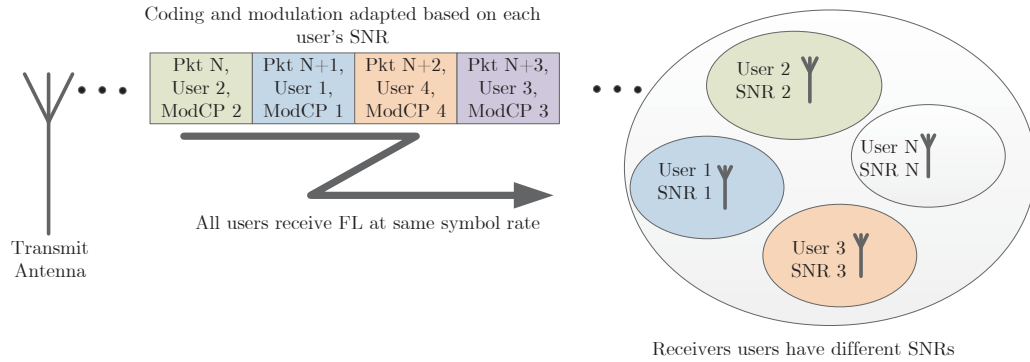 Coding and modulation adapted based on each
user's SNR
Pkt N,
User 2,
ModCP 2
Pkt N+1,
User 1,
ModCP 1
Pkt N+2,
User 4,
ModCP 4
Pkt N+3,
User 3,
ModCP 3
All users receive FL at same symbol rate
Transmit
Antenna
User 2
SNR 2
User N
SNR N
User 1
SNR 1
User 3
SNR 3
Receivers users have different SNRs